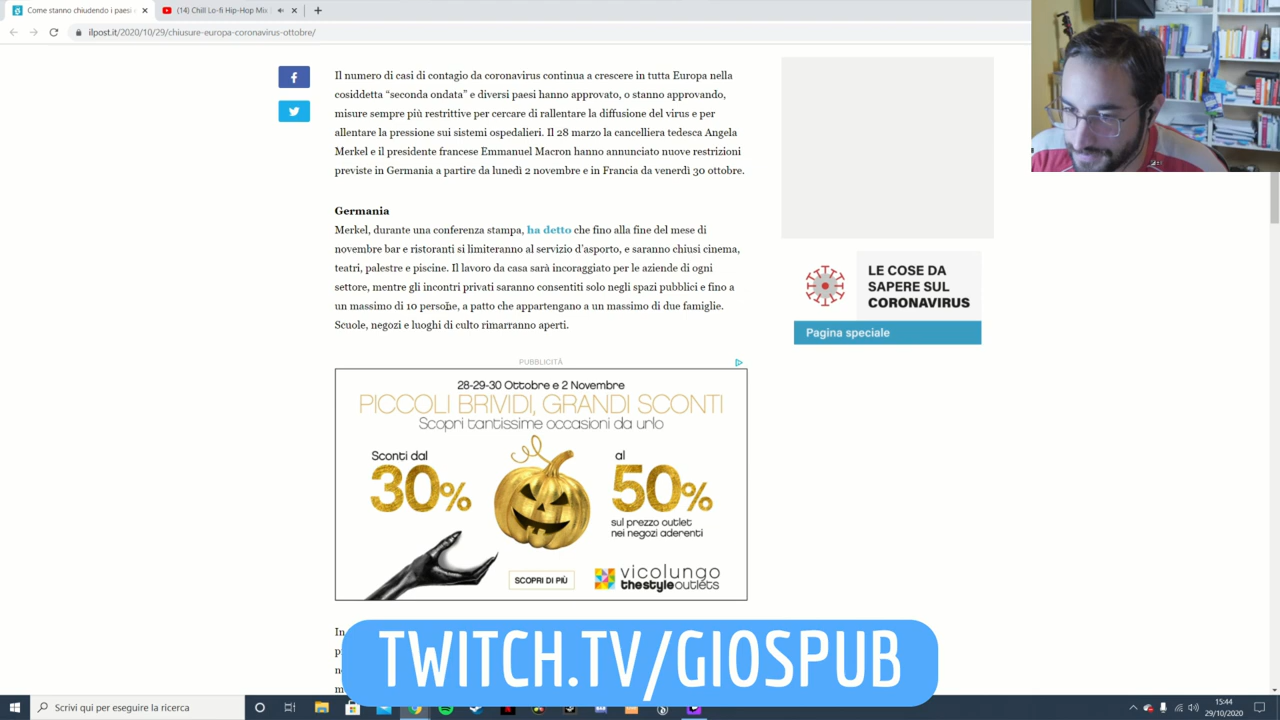 Come stanno chiudendo i paesi
(14) Chill Lo-fi Hip-Hop Mix
ilpost.it/2020/10/29/chiusure-europa-coronavirus-ottobre/
Il numero di casi di contagio da coronavirus continua a crescere in tutta Europa nella
cosiddetta “seconda ondata” e diversi paesi hanno approvato, o stanno approvando,
misure sempre più restrittive per cercare di rallentare la diffusione del virus e per
allentare la pressione sui sistemi ospedalieri. Il 28 marzo la cancelliera tedesca Angela
Merkel e il presidente francese Emmanuel Macron hanno annunciato nuove restrizioni
previste in Germania a partire da lunedì 2 novembre e in Francia da venerdì 30 ottobre.
Germania
Merkel, durante una conferenza stampa, ha detto che fino alla fine del mese di
novembre bar e ristoranti si limiteranno al servizio d’asporto, e saranno chiusi cinema,
teatri, palestre e piscine. Il lavoro da casa sarà incoraggiato per le aziende di ogni
settore, mentre gli incontri privati saranno consentiti solo negli spazi pubblici e fino a
un massimo di 10 persone, a patto che appartengano a un massimo di due famiglie.
Scuole, negozi e luoghi di culto rimarranno aperti.
LE COSE DA
SAPERE SUL
CORONAVIRUS
Pagina speciale
PUBBLICITÀ
28-29-30 Ottobre e 2 Novembre
PICCOLI BRIVIDI, GRANDI SCONTI
Scopri tantissime occasioni da urlo
Sconti dal
30%
al
50%
sul prezzo outlet
nei negozi aderenti
SCOPRI DI PIÙ
vicolungo
thestyleoutlets
In
TWITCH.TV/GIOSPUB
Scrivi qui per eseguire la ricerca
15:44
29/10/2020